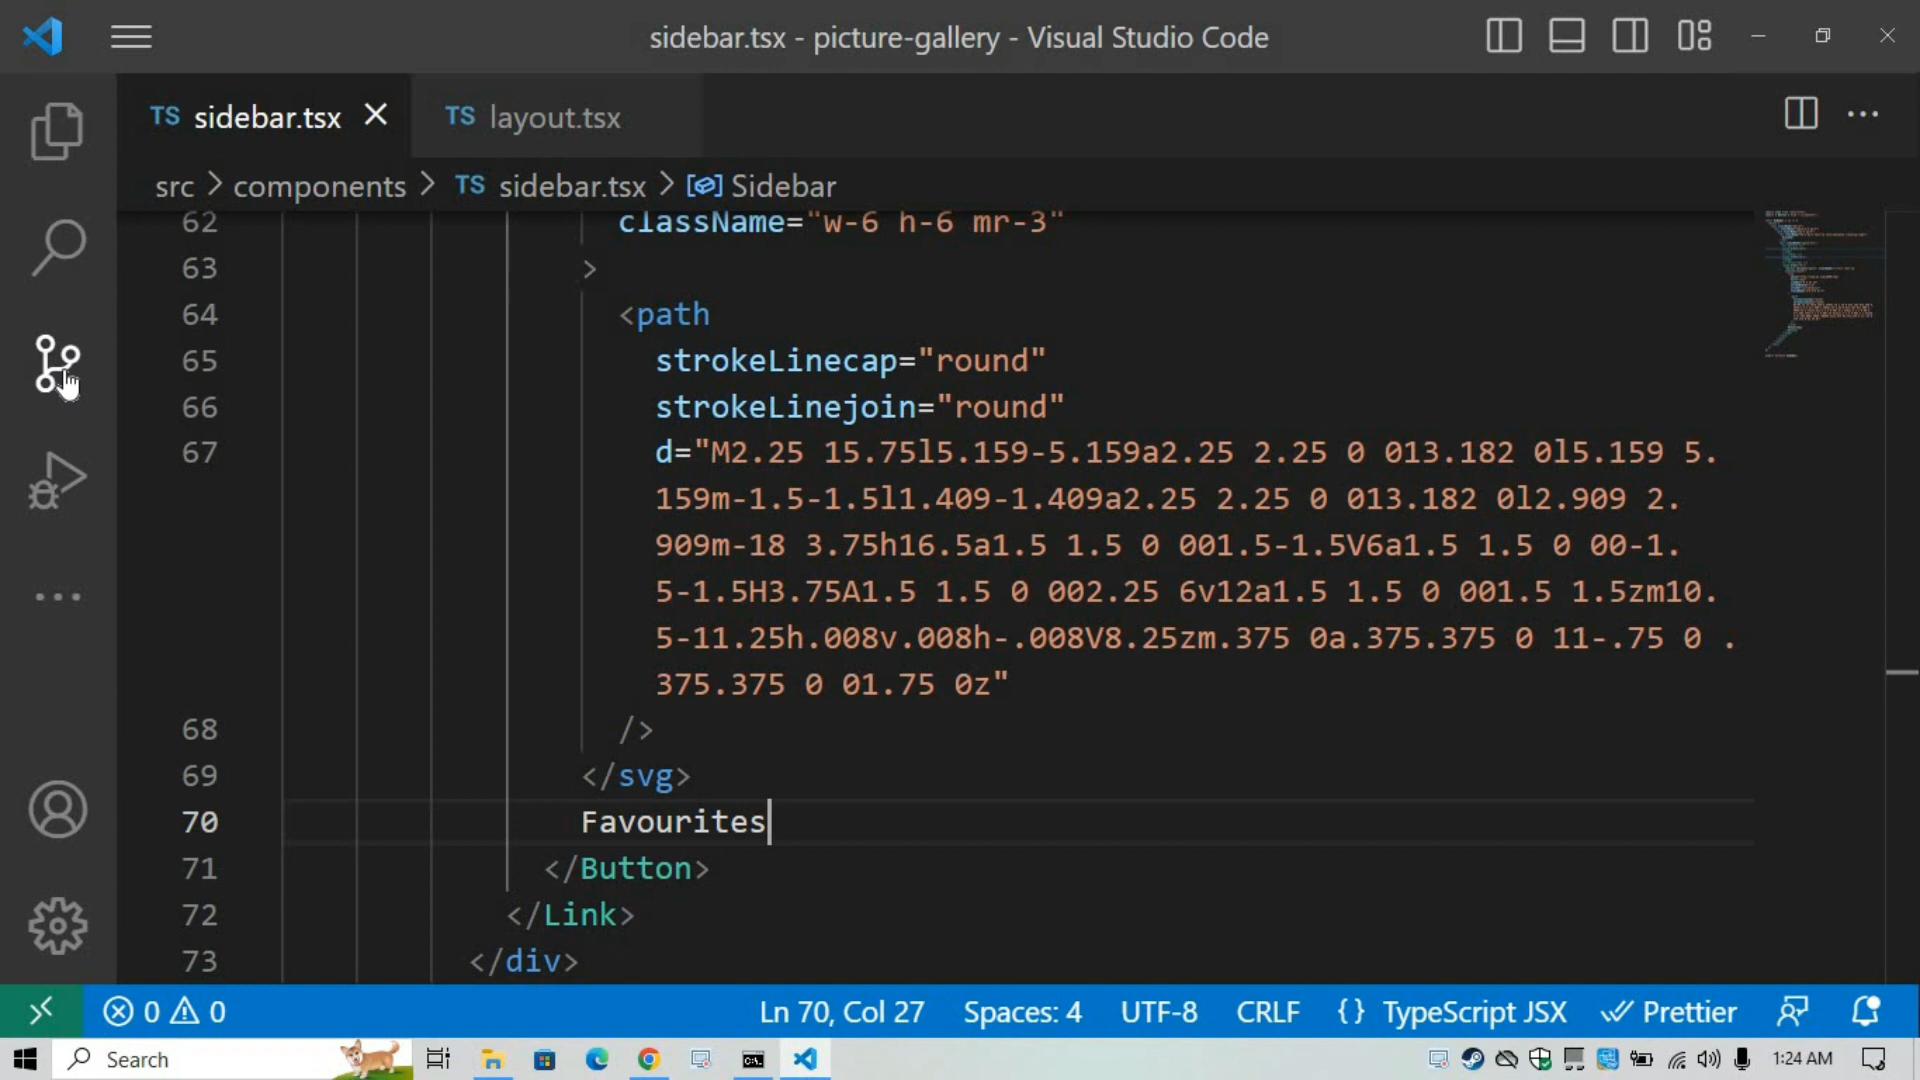 sidebar.tsx - picture-gallery - Visual Studio Code
TS sidebar.tsx
TS layout.tsx
src > components > TS sidebar.tsx > Sidebar
62 className="w-6 h-6 mr-3"
63 >
64 <path
65 strokeLinecap="round"
66 strokeLinejoin="round"
67 d="M2.25 15.75l5.159-5.159a2.25 2.25 0 013.182 0l5.159 5.
159m-1.5-1.5l1.409-1.409a2.25 2.25 0 013.182 0l2.909 2.
909m-18 3.75h16.5a1.5 1.5 0 001.5-1.5V6a1.5 1.5 0 00-1.
5-1.5H3.75A1.5 1.5 0 002.25 6v12a1.5 1.5 0 001.5 1.5zm10.
5-11.25h.008v.008h-.008V8.25zm.375 0a.375.375 0 11-.75 0 .
375.375 0 01.75 0z"
68 />
69 </svg>
70 Favourites
71 </Button>
72 </Link>
73 </div>
0 0 Ln 70, Col 27 Spaces: 4 UTF-8 CRLF {} TypeScript JSX Prettier
Search 1:24 AM